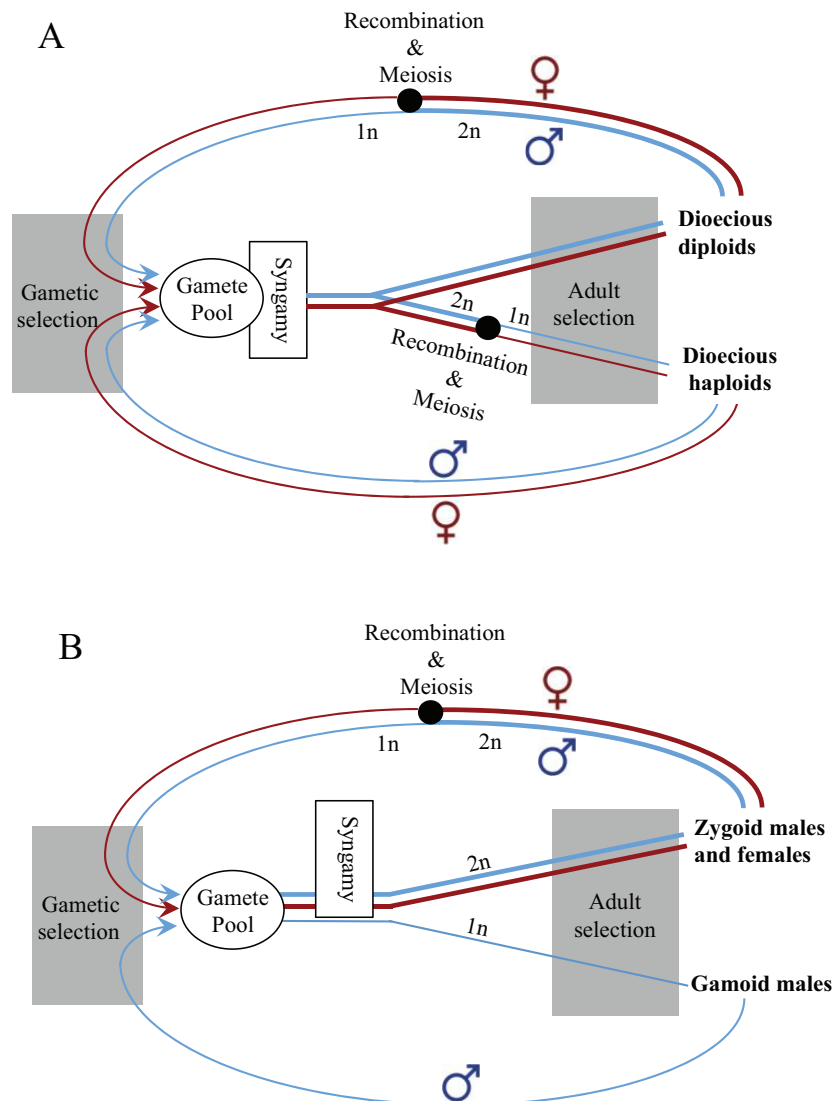 A
Recombination
&
Meiosis
♀
1n
2n
♂
Dioecious
diploids
Gametic
selection
Gamete
Pool
Syngamy
2n
1n
Adult
selection
Recombination
&
Meiosis
Dioecious
haploids
♂
♀
B
Recombination
&
Meiosis
♀
1n
2n
♂
Zygoid males
and females
Gametic
selection
Gamete
Pool
Syngamy
2n
1n
Adult
selection
Gamoid males
♂